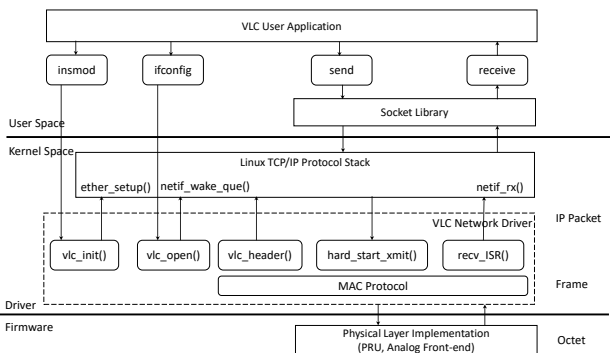 VLC User Application
insmod
ifconfig
send
receive
Socket Library
User Space
Kernel Space
Linux TCP/IP Protocol Stack
ether_setup()
netif_wake_que()
netif_rx()
VLC Network Driver
IP Packet
vlc_init()
vlc_open()
vlc_header()
hard_start_xmit()
recv_ISR()
MAC Protocol
Frame
Driver
Firmware
Physical Layer Implementation
(PRU, Analog Front-end)
Octet